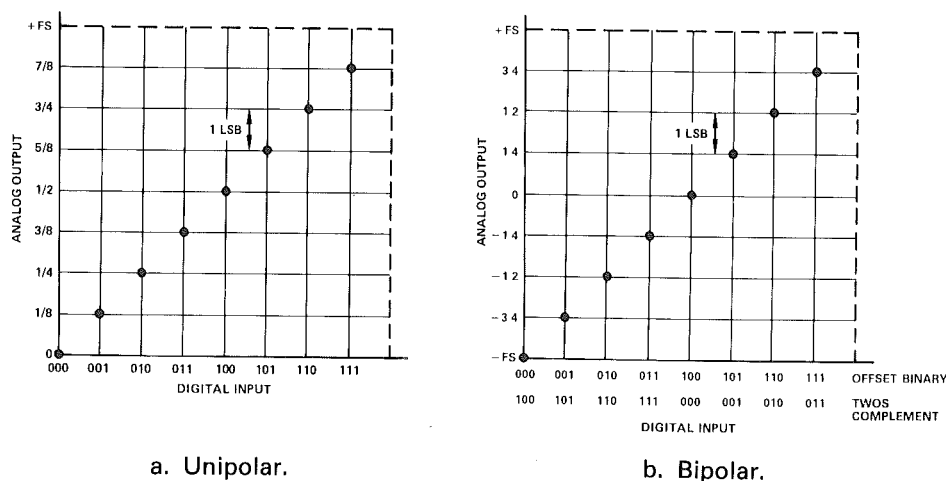 + FS
7/8
3/4
5/8
1/2
3/8
1/4
1/8
0
ANALOG OUTPUT
1 LSB
000 001 010 011 100 101 110 111
DIGITAL INPUT
a. Unipolar.
+ FS
3 4
1 2
1 4
0
– 1 4
– 1 2
– 3 4
– FS
ANALOG OUTPUT
1 LSB
000 001 010 011 100 101 110 111 OFFSET BINARY
100 101 110 111 000 001 010 011 TWOS
COMPLEMENT
DIGITAL INPUT
b. Bipolar.